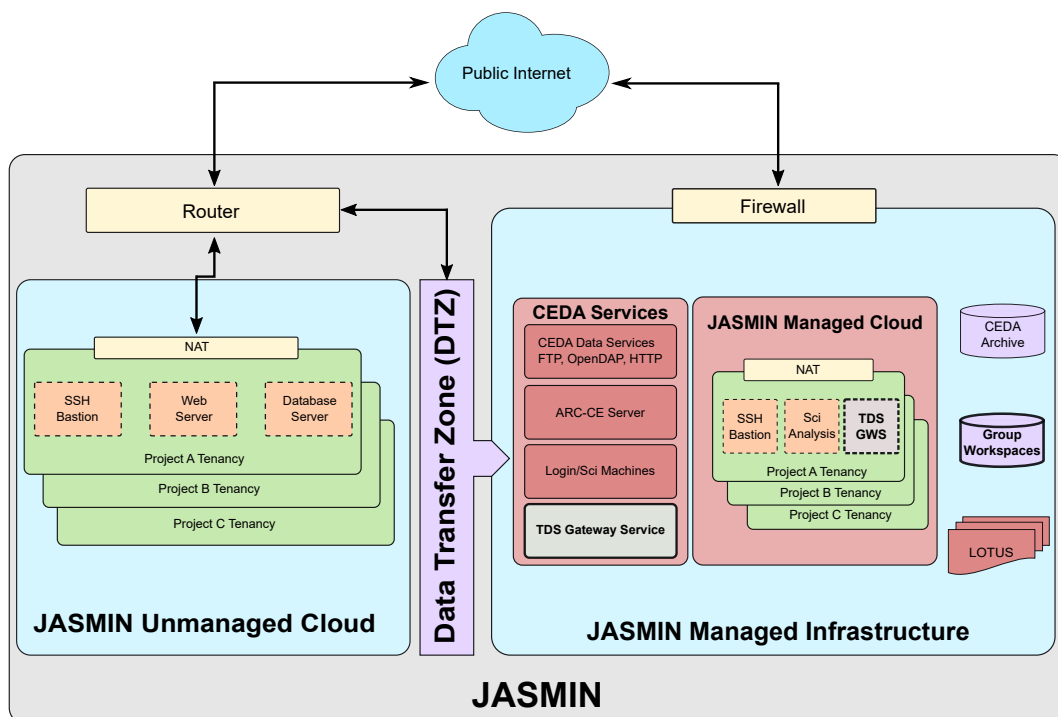 Public Internet
Router
Firewall
NAT
SSH
Bastion
Web
Server
Database
Server
Project A Tenancy
Project B Tenancy
Project C Tenancy
JASMIN Unmanaged Cloud
Data Transfer Zone (DTZ)
CEDA Services
CEDA Data Services
FTP, OpenDAP, HTTP
ARC-CE Server
Login/Sci Machines
TDS Gateway Service
JASMIN Managed Cloud
NAT
SSH
Bastion
Sci
Analysis
TDS
GWS
Project A Tenancy
Project B Tenancy
Project C Tenancy
CEDA
Archive
Group
Workspaces
LOTUS
JASMIN Managed Infrastructure
JASMIN